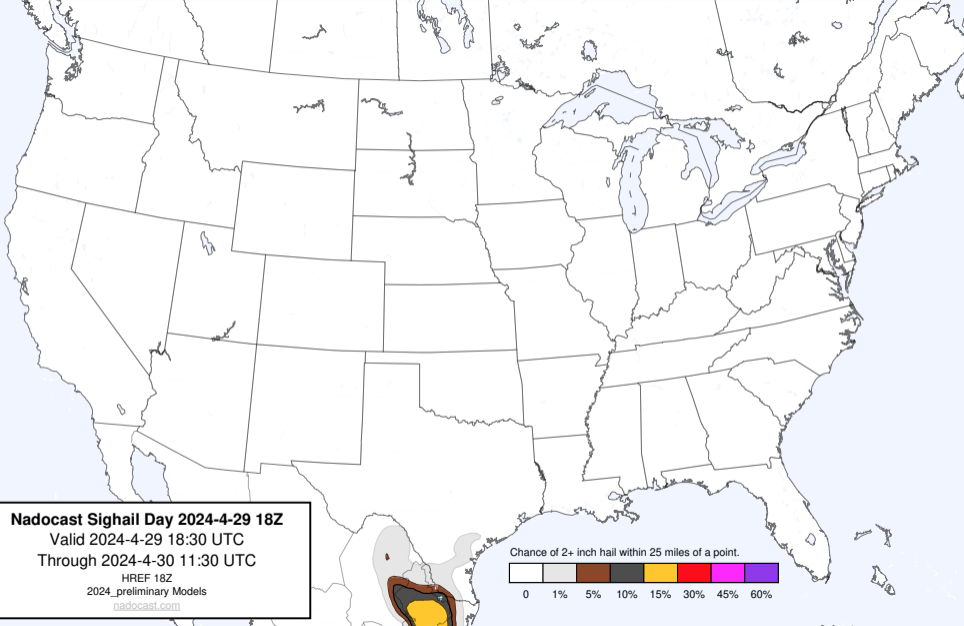 Nadocast Sighail Day 2024-4-29 18Z
Valid 2024-4-29 18:30 UTC
Through 2024-4-30 11:30 UTC
HREF 18Z
2024_preliminary Models
nadocast.com
Chance of 2+ inch hail within 25 miles of a point.
0 1% 5% 10% 15% 30% 45% 60%